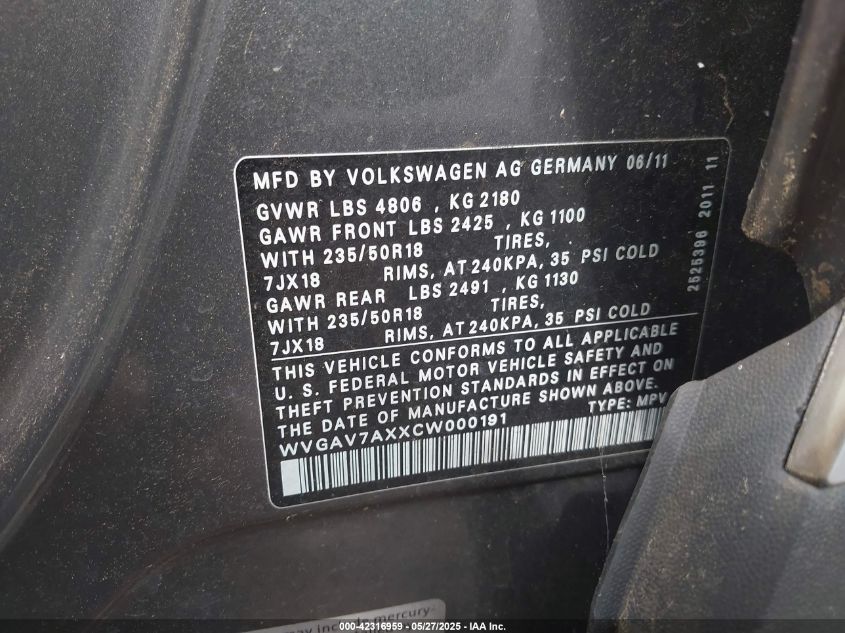 MFD BY VOLKSWAGEN AG GERMANY 06/11
GVWR LBS 4806 , KG 2180
GAWR FRONT LBS 2425 , KG 1100
WITH 235/50R18 TIRES,
7JX18 RIMS, AT 240KPA, 35 PSI COLD
GAWR REAR LBS 2491 , KG 1130
WITH 235/50R18 TIRES,
7JX18 RIMS, AT 240KPA, 35 PSI COLD
THIS VEHICLE CONFORMS TO ALL APPLICABLE
U. S. FEDERAL MOTOR VEHICLE SAFETY AND
THEFT PREVENTION STANDARDS IN EFFECT ON
THE DATE OF MANUFACTURE SHOWN ABOVE.
WVGAV7AXXCW000191 TYPE: MPV
2525396 2011 11
may include mercury-
000-42316959 - 05/27/2025 - IAA Inc.